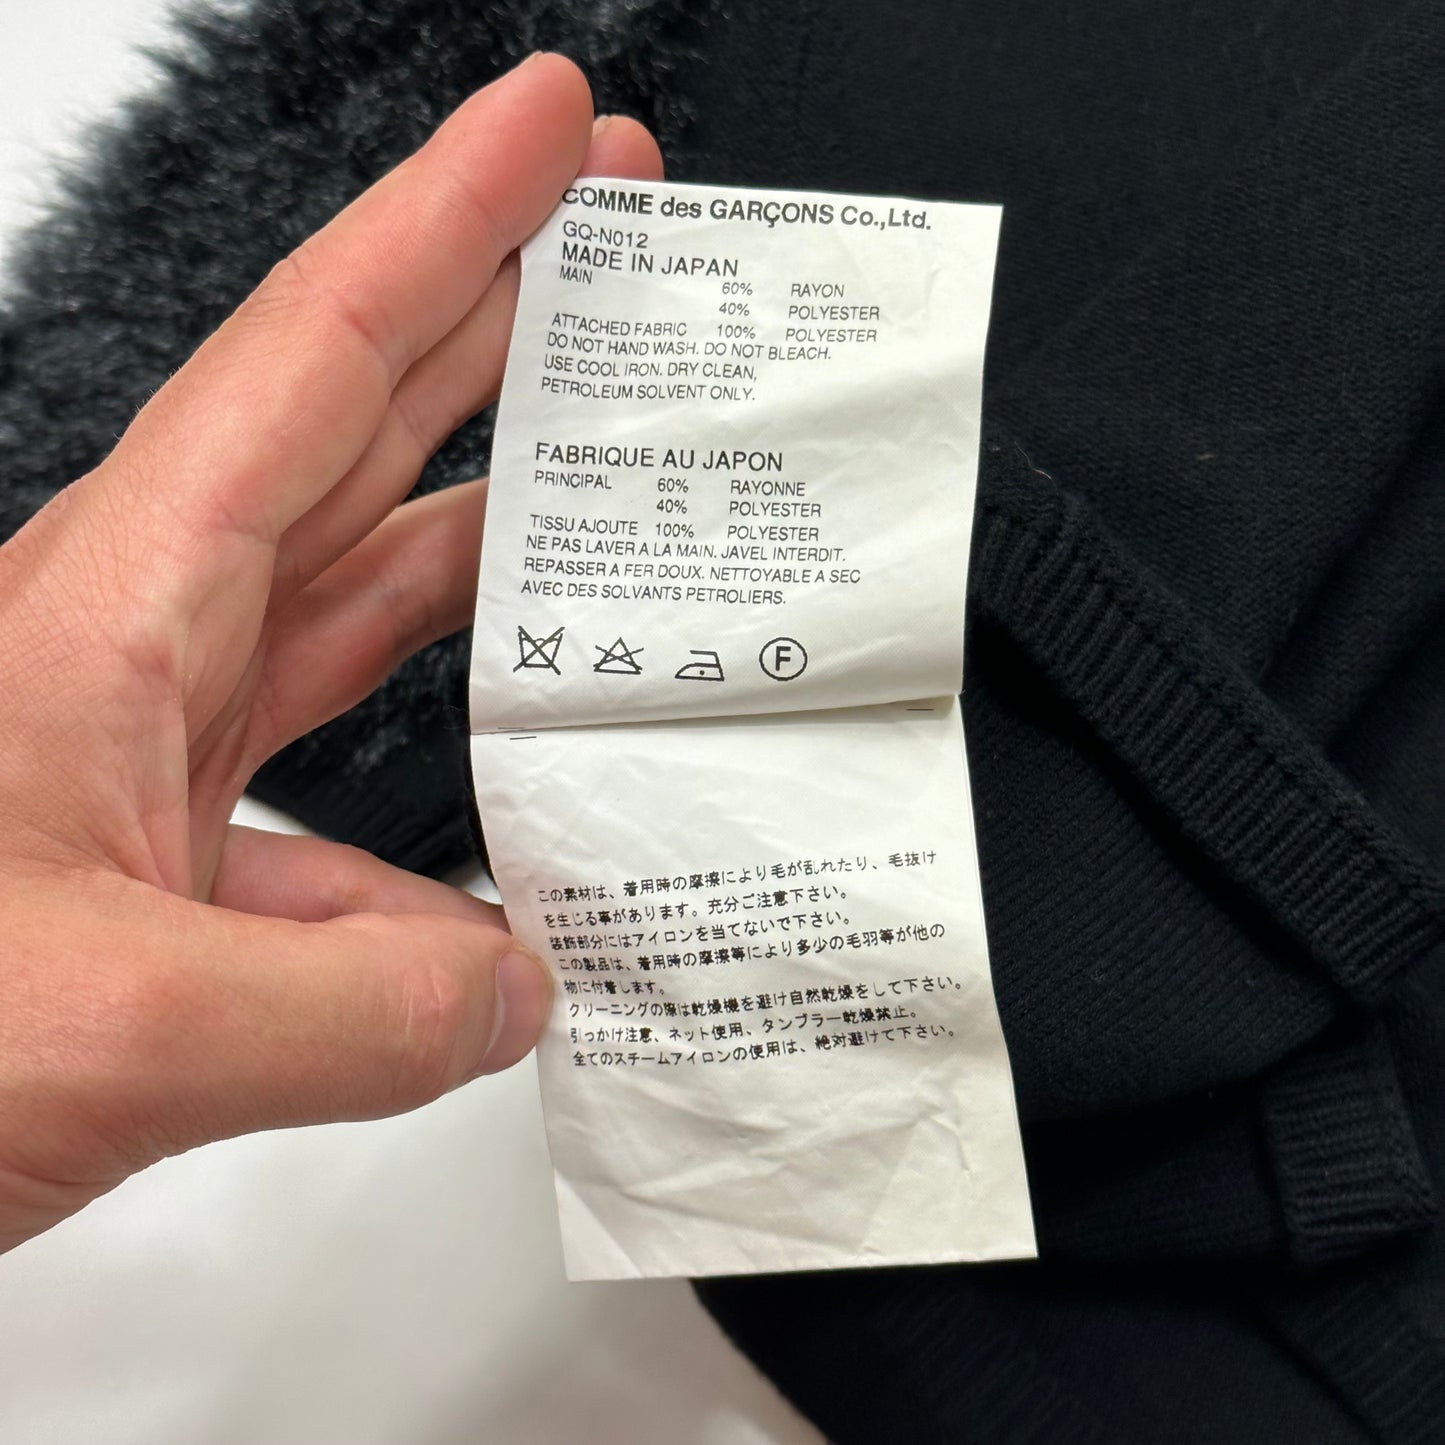 COMME des GARÇONS Co.,Ltd.
GQ-N012
MADE IN JAPAN
MAIN 60% RAYON
40% POLYESTER
ATTACHED FABRIC 100% POLYESTER
DO NOT HAND WASH. DO NOT BLEACH.
USE COOL IRON. DRY CLEAN,
PETROLEUM SOLVENT ONLY.
FABRIQUE AU JAPON
PRINCIPAL 60% RAYONNE
40% POLYESTER
TISSU AJOUTE 100% POLYESTER
NE PAS LAVER A LA MAIN. JAVEL INTERDIT.
REPASSER A FER DOUX. NETTOYABLE A SEC
AVEC DES SOLVANTS PETROLIERS.
F
この素材は、着用時の摩擦により毛が乱れたり、毛抜け
を生じる事があります。充分ご注意下さい。
装飾部分にはアイロンを当てないで下さい。
この製品は、着用時の摩擦等により多少の毛羽等が他の
物に付着します。
クリーニングの際は乾燥機を避け自然乾燥をして下さい。
引っかけ注意、ネット使用、タンブラー乾燥禁止。
全てのスチームアイロンの使用は、絶対避けて下さい。